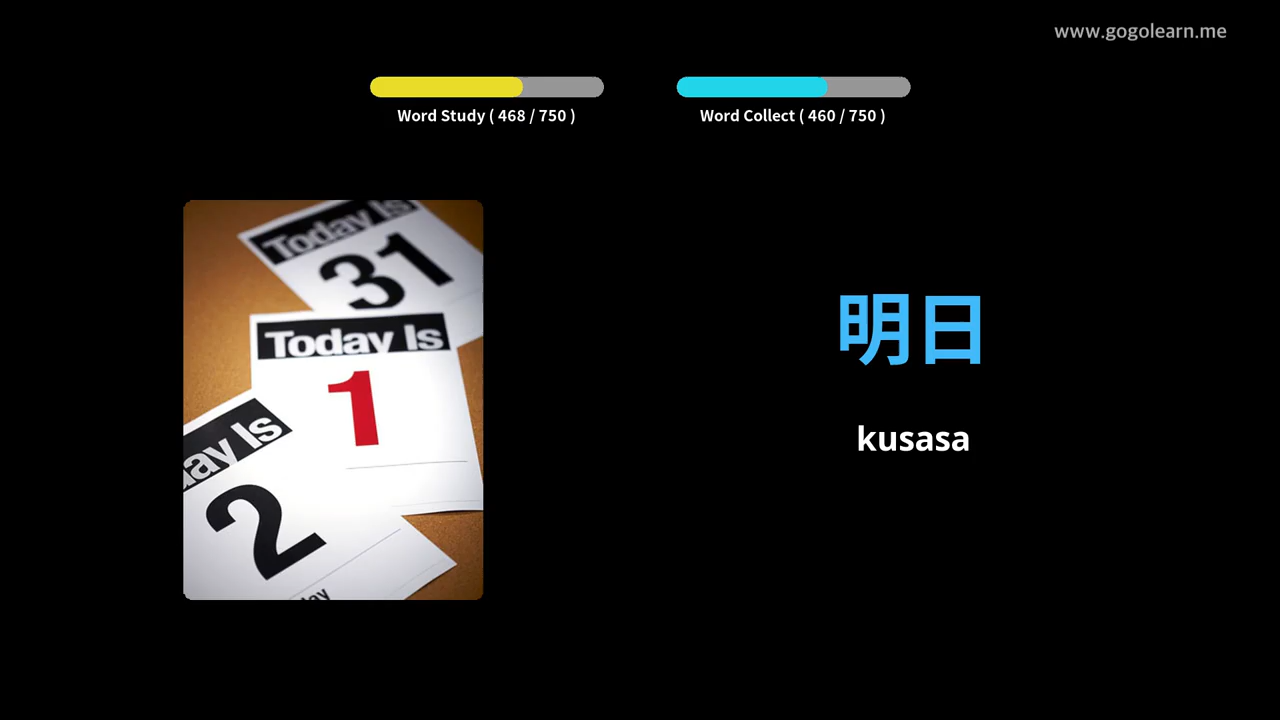 www.gogolearn.me
Word Study ( 468 / 750 )
Word Collect ( 460 / 750 )
Today Is
31
Today Is
1
ay Is
2
明日
kusasa